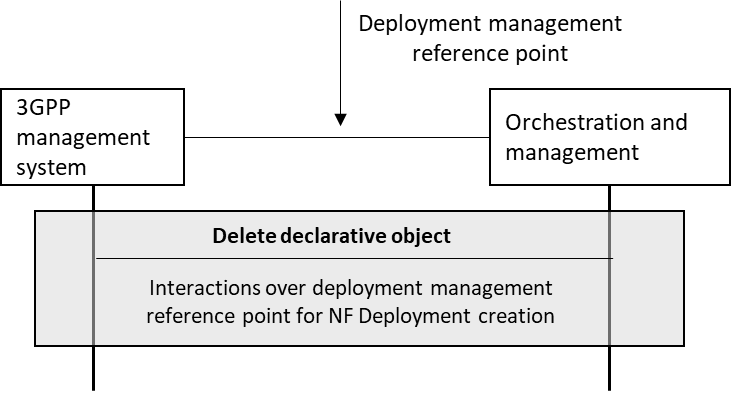 Deployment management
reference point
3GPP
management
system
Orchestration and
management
Delete declarative object
Interactions over deployment management
reference point for NF Deployment creation